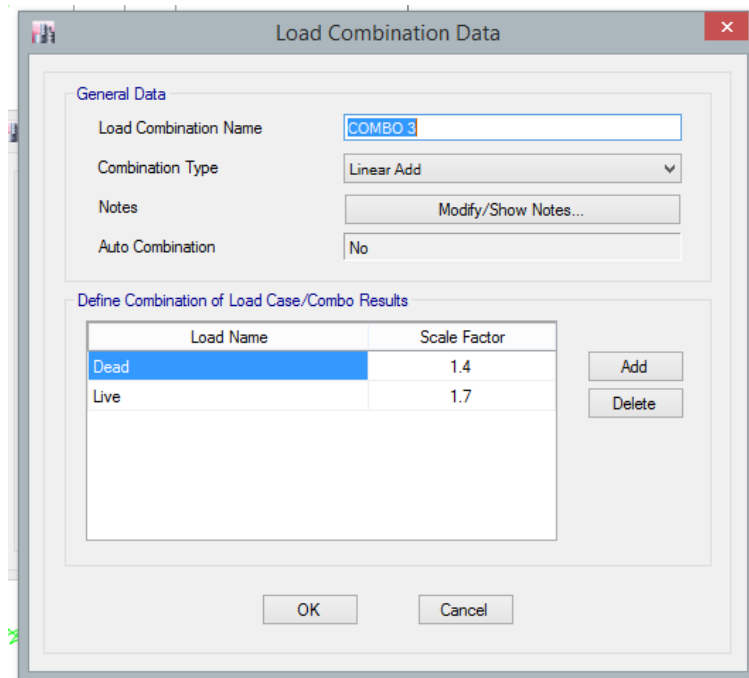 Load Combination Data
General Data
Load Combination Name COMBO 3
Combination Type Linear Add
Notes Modify/Show Notes...
Auto Combination No
Define Combination of Load Case/Combo Results
Load Name Scale Factor
Dead 1.4 Add
Live 1.7 Delete
OK Cancel